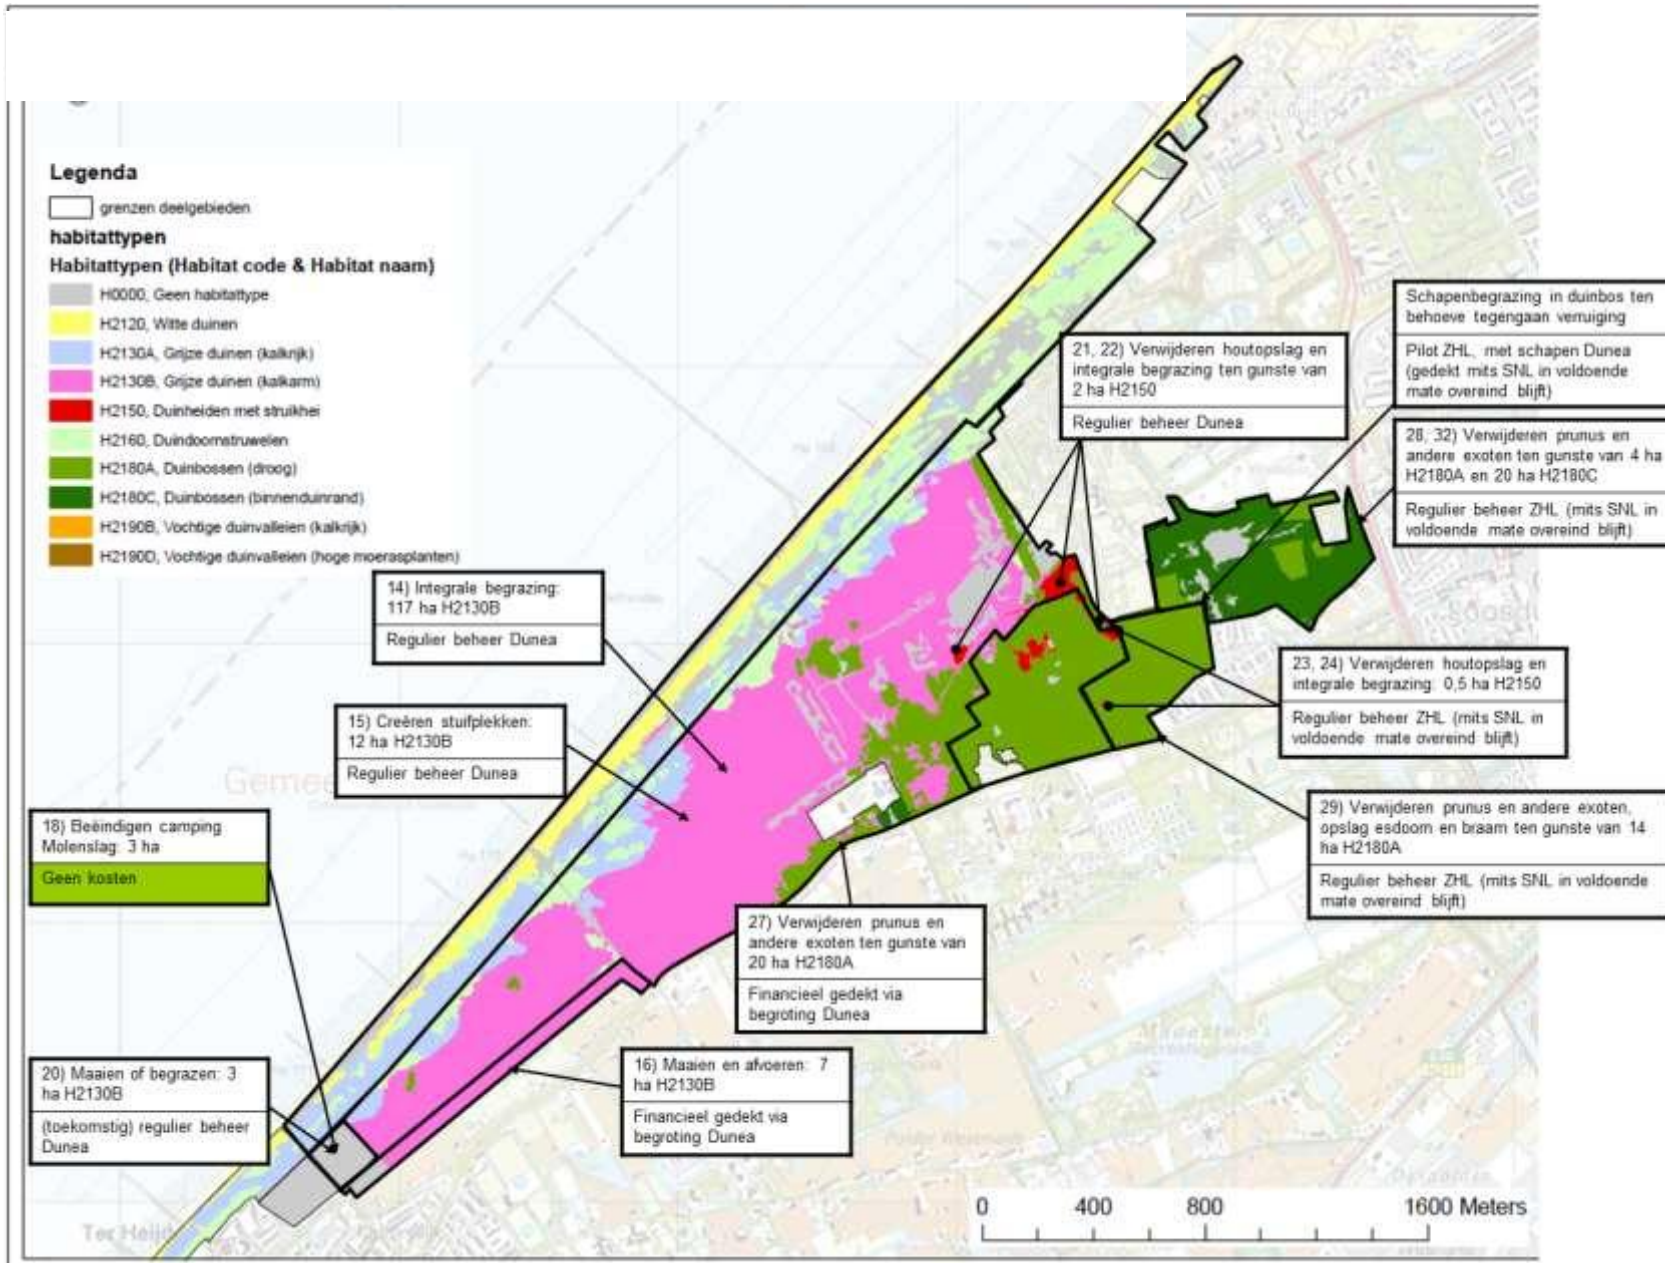 Legenda
grenzen deelgebieden
habitattypen
Habitattypen (Habitat code & Habitat naam)
H0000, Geen habitattype
H2120, Witte duinen
H2130A, Grijze duinen (kalkrijk)
H2130B, Grijze duinen (kalkarm)
H2150, Duinheiden met struikhei
H2160, Duindoornstruwelen
H2180A, Duinbossen (droog)
H2180C, Duinbossen (binnenduinrand)
H2190B, Vochtige duinvalleien (kalkrijk)
H2190D, Vochtige duinvalleien (hoge moerasplanten)
Schapenbegrazing in duinbos ten
behoeve tegengaan verruiging
Pilot ZHL, met schapen Dunea
(gedekt mits SNL in voldoende
mate overeind blijft)
21, 22) Verwijderen houtopslag en
integrale begrazing ten gunste van
2 ha H2150
Regulier beheer Dunea
28, 32) Verwijderen prunus en
andere exoten ten gunste van 4 ha
H2180A en 20 ha H2180C
Regulier beheer ZHL (mits SNL in
voldoende mate overeind blijft)
14) Integrale begrazing:
117 ha H2130B
Regulier beheer Dunea
23, 24) Verwijderen houtopslag en
integrale begrazing: 0,5 ha H2150
Regulier beheer ZHL (mits SNL in
voldoende mate overeind blijft)
15) Creëren stuifplekken:
12 ha H2130B
Regulier beheer Dunea
Gemee
29) Verwijderen prunus en andere exoten,
opslag esdoorn en braam ten gunste van 14
ha H2180A
Regulier beheer ZHL (mits SNL in voldoende
mate overeind blijft)
18) Beëindigen camping
Molenslag: 3 ha
Geen kosten
27) Verwijderen prunus en
andere exoten ten gunste van
20 ha H2180A
Financieel gedekt via
begroting Dunea
20) Maaien of begrazen: 3
ha H2130B
(toekomstig) regulier beheer
Dunea
16) Maaien en afvoeren: 7
ha H2130B
Financieel gedekt via
begroting Dunea
Ter Heijd
0 400 800 1600 Meters